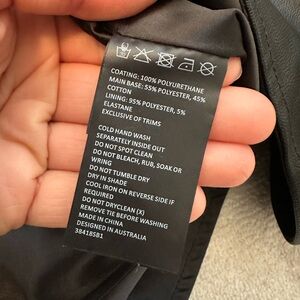 COATING: 100% POLYURETHANE
MAIN BASE: 55% POLYESTER, 45%
COTTON
LINING: 95% POLYESTER, 5%
ELASTANE
EXCLUSIVE OF TRIMS
COLD HAND WASH
SEPARATELY INSIDE OUT
DO NOT SPOT CLEAN
DO NOT BLEACH, RUB, SOAK OR
WRING
DO NOT TUMBLE DRY
DRY IN SHADE
COOL IRON ON REVERSE SIDE IF
REQUIRED
DO NOT DRYCLEAN (X)
REMOVE TIE BEFORE WASHING
MADE IN CHINA
DESIGNED IN AUSTRALIA
38418SB1